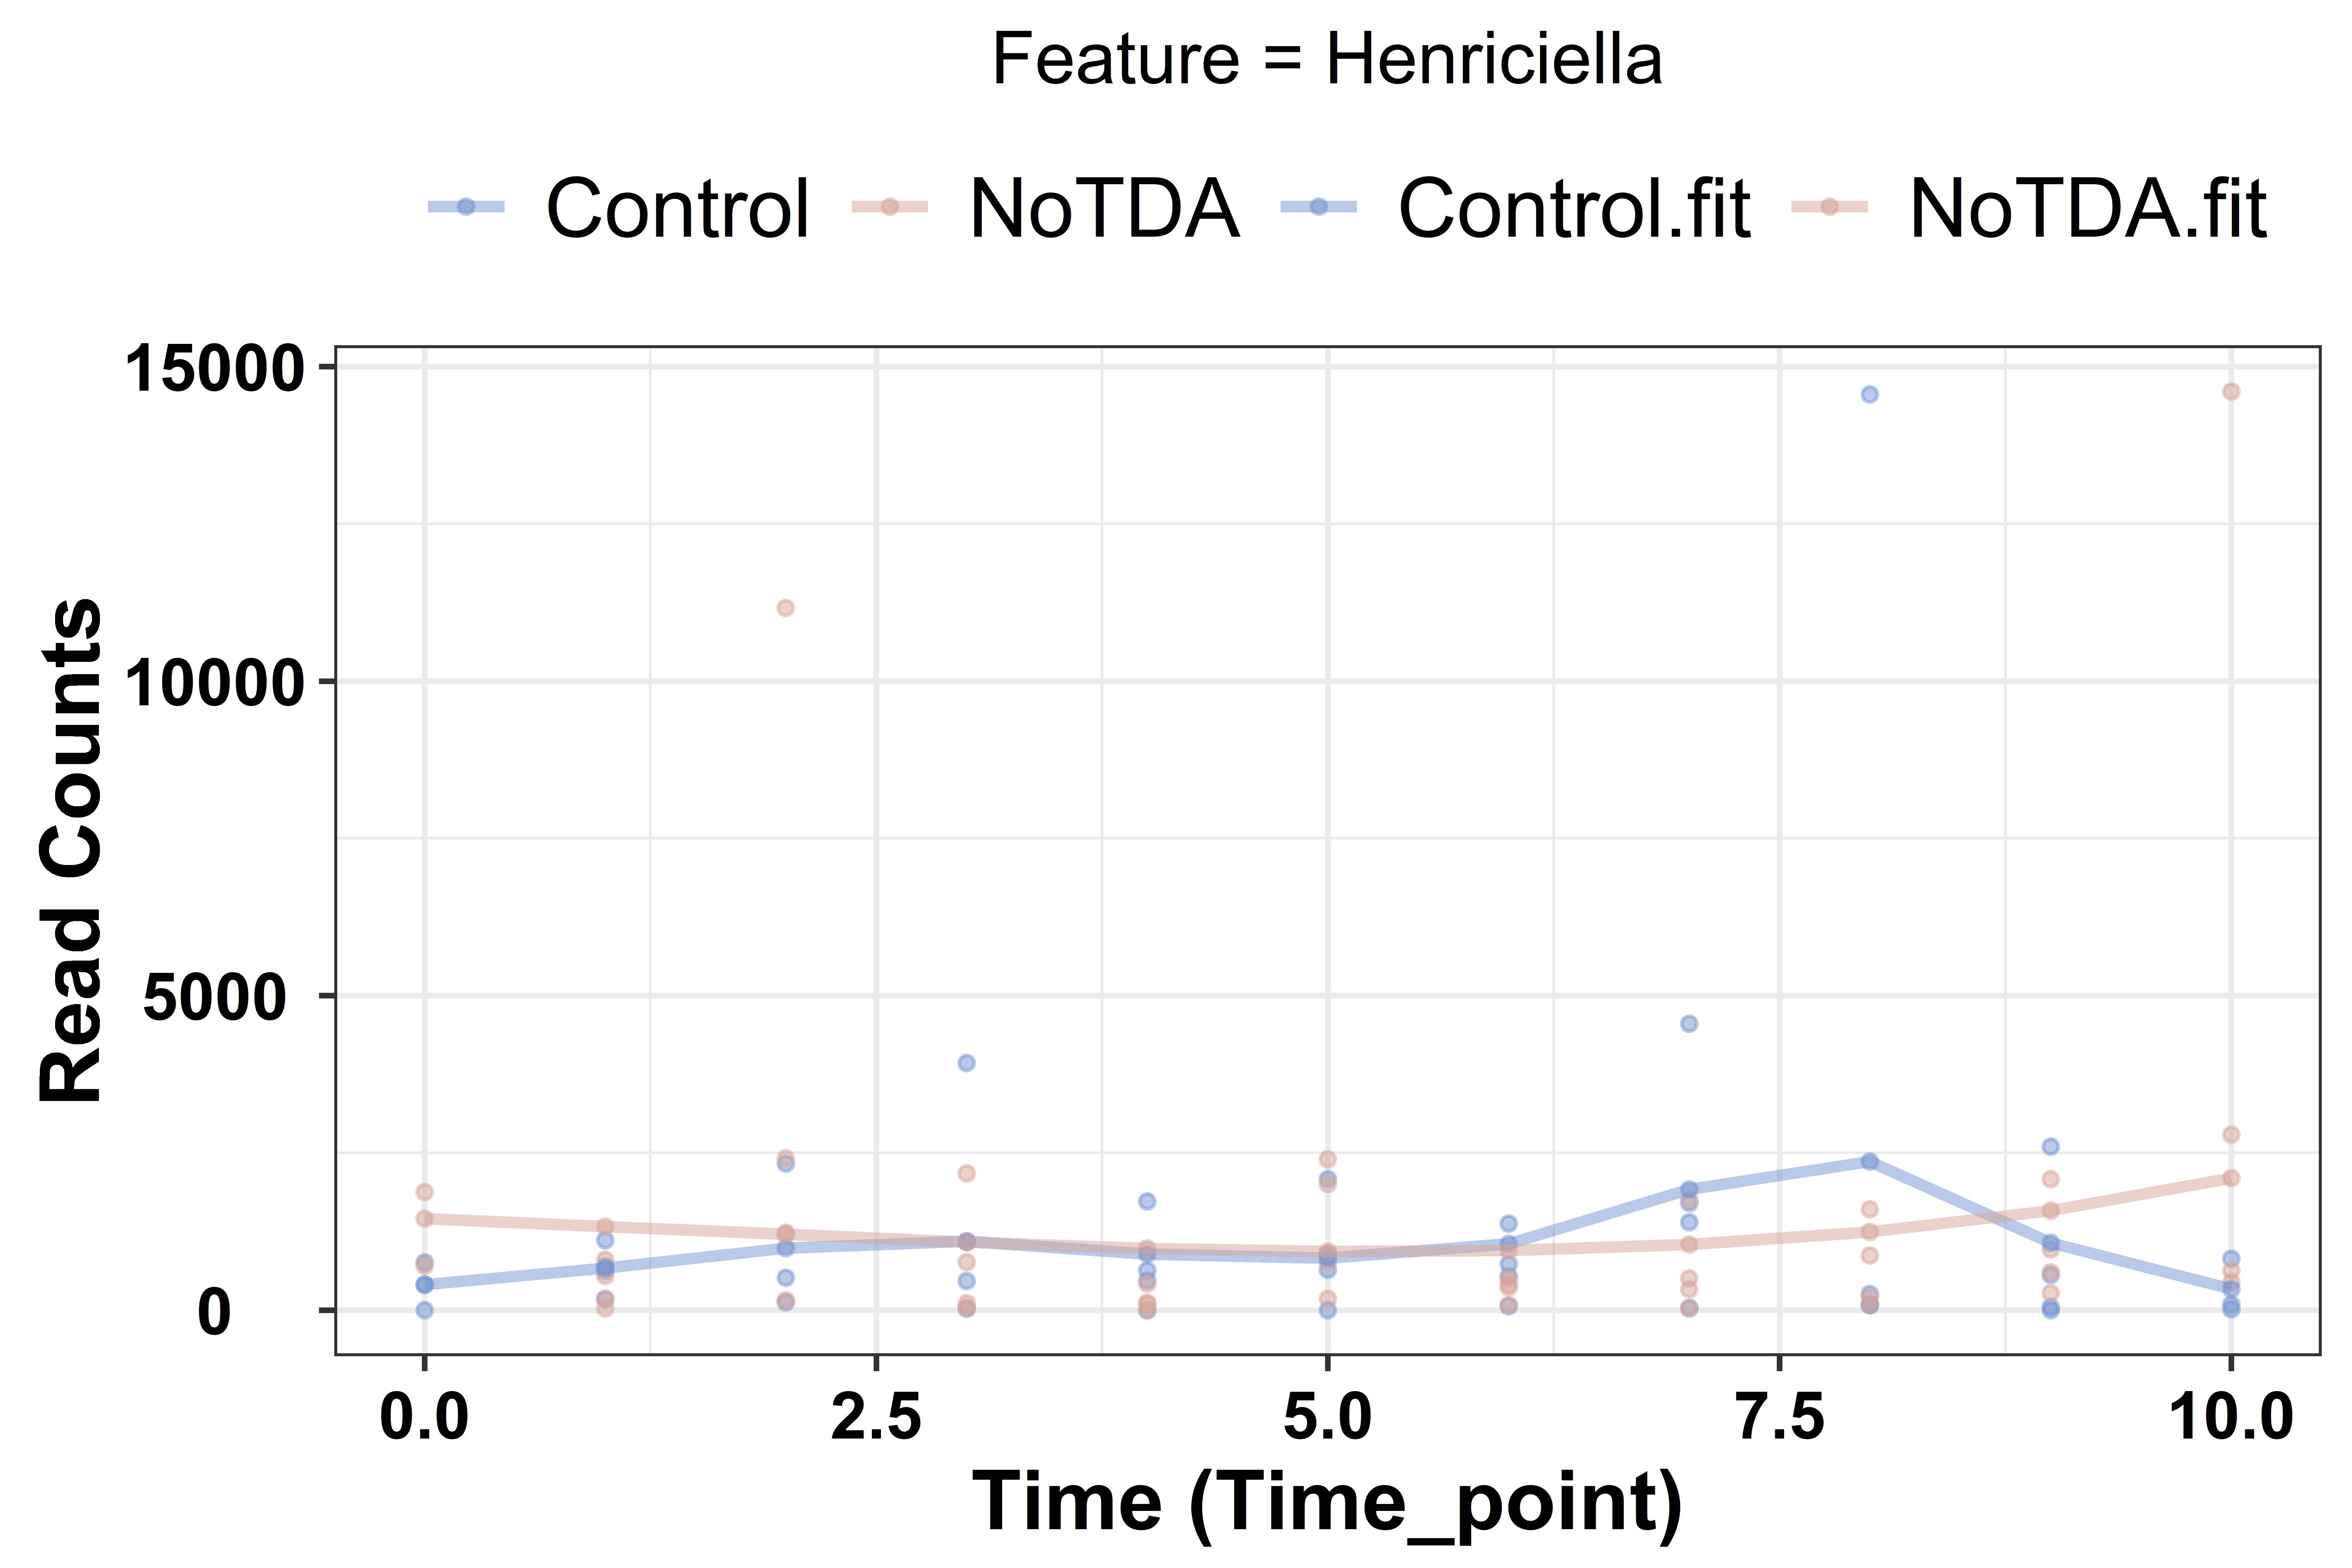 Feature = Henriciella
Control NoTDA Control.fit NoTDA.fit
15000
10000
5000
0
Read Counts
0.0 2.5 5.0 7.5 10.0
Time (Time_point)